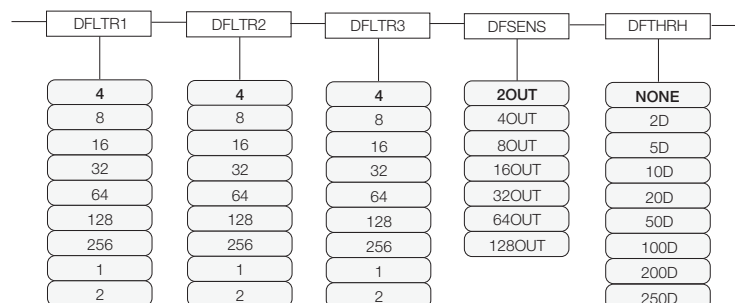 DFLTR1 DFLTR2 DFLTR3 DFSENS DFTHRH
4 4 4 2OUT NONE
8 8 8 4OUT 2D
16 16 16 8OUT 5D
32 32 32 16OUT 10D
64 64 64 32OUT 20D
128 128 128 64OUT 50D
256 256 256 128OUT 100D
1 1 1 200D
2 2 2 250D